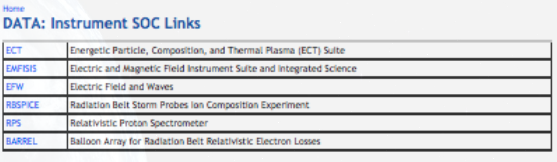 Home
DATA: Instrument SOC Links
ECT Energetic Particle, Composition, and Thermal Plasma (ECT) Suite
EMFISIS Electric and Magnetic Field Instrument Suite and Integrated Science
EFW Electric Field and Waves
RBSPICE Radiation Belt Storm Probes Ion Composition Experiment
RPS Relativistic Proton Spectrometer
BARREL Balloon Array for Radiation Belt Relativistic Electron Losses